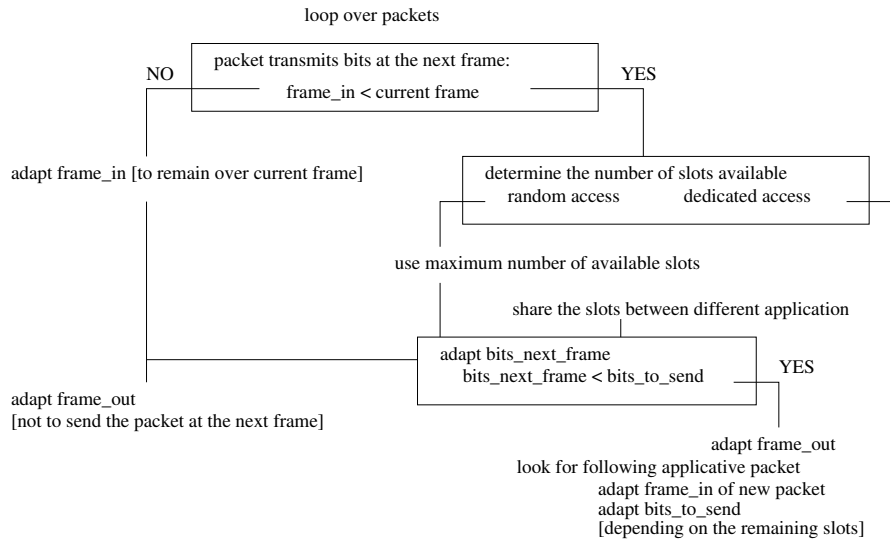 loop over packets
packet transmits bits at the next frame:
NO
YES
frame_in < current frame
adapt frame_in [to remain over current frame]
determine the number of slots available
random access
dedicated access
use maximum number of available slots
share the slots between different application
adapt bits_next_frame
bits_next_frame < bits_to_send
YES
adapt frame_out
[not to send the packet at the next frame]
adapt frame_out
look for following applicative packet
adapt frame_in of new packet
adapt bits_to_send
[depending on the remaining slots]